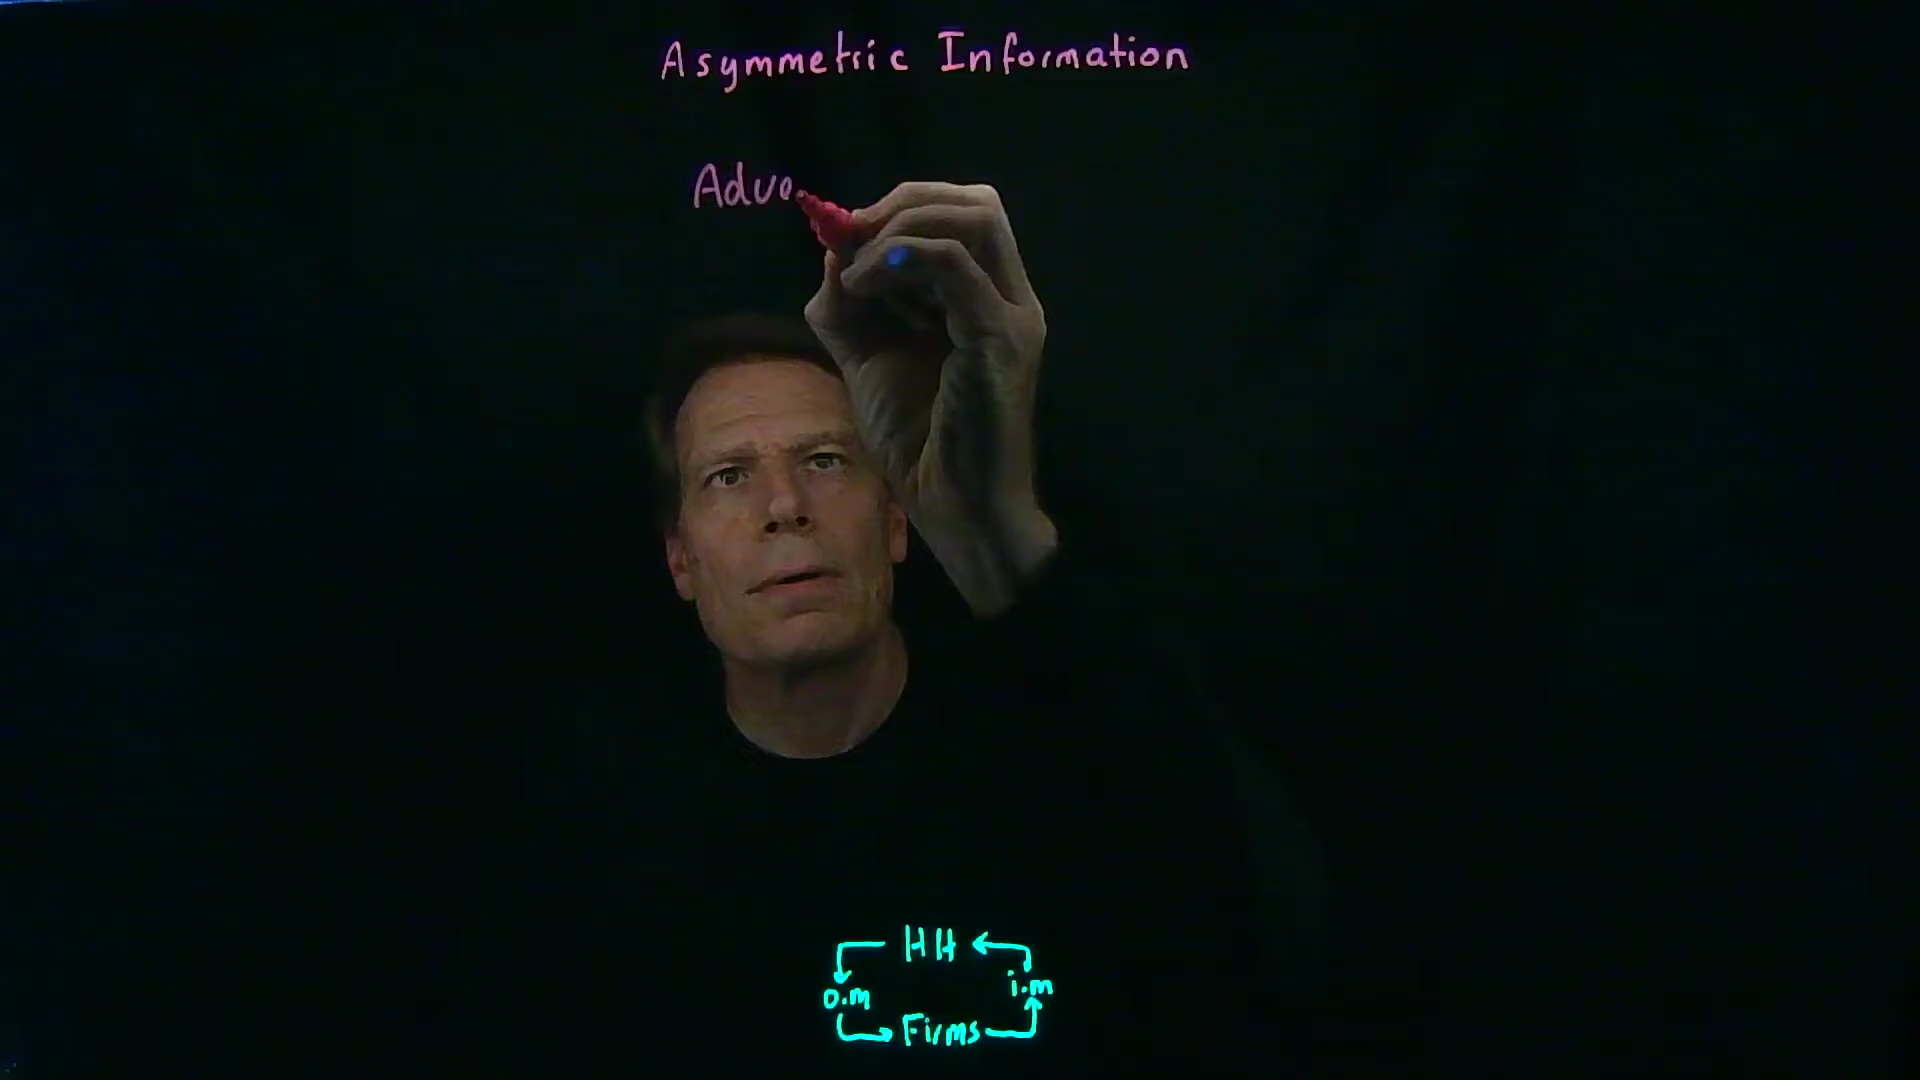 Asymmetric Information
Adve
HH
o.m i.m
Firms